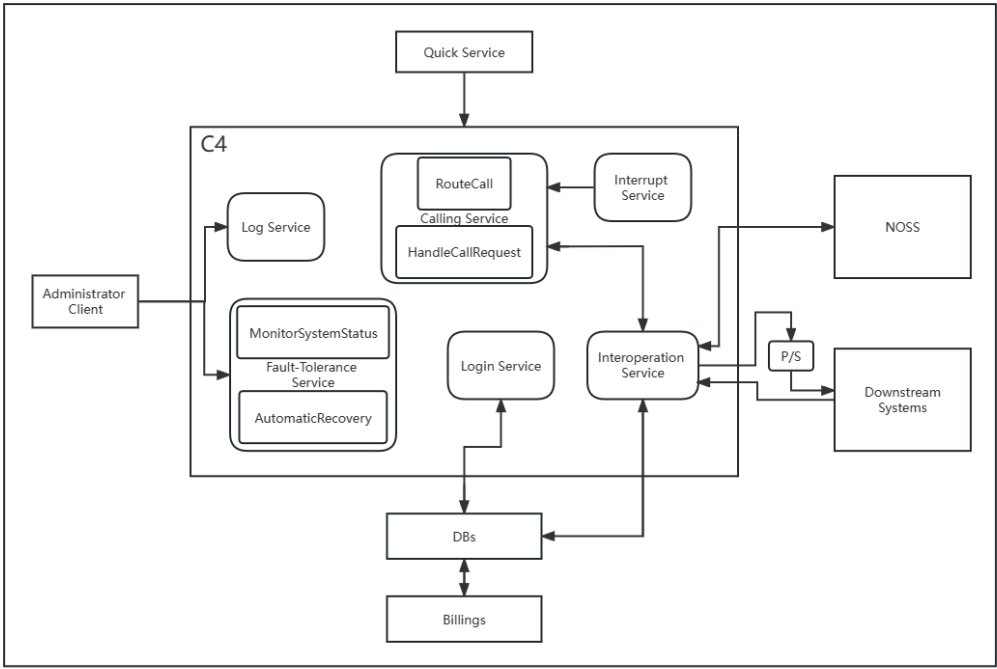 Quick Service
C4
RouteCall
Calling Service
HandleCallRequest
Interrupt
Service
Log Service
NOSS
Administrator
Client
MonitorSystemStatus
Fault-Tolerance
Service
AutomaticRecovery
Login Service
Interoperation
Service
P/S
Downstream
Systems
DBs
Billings